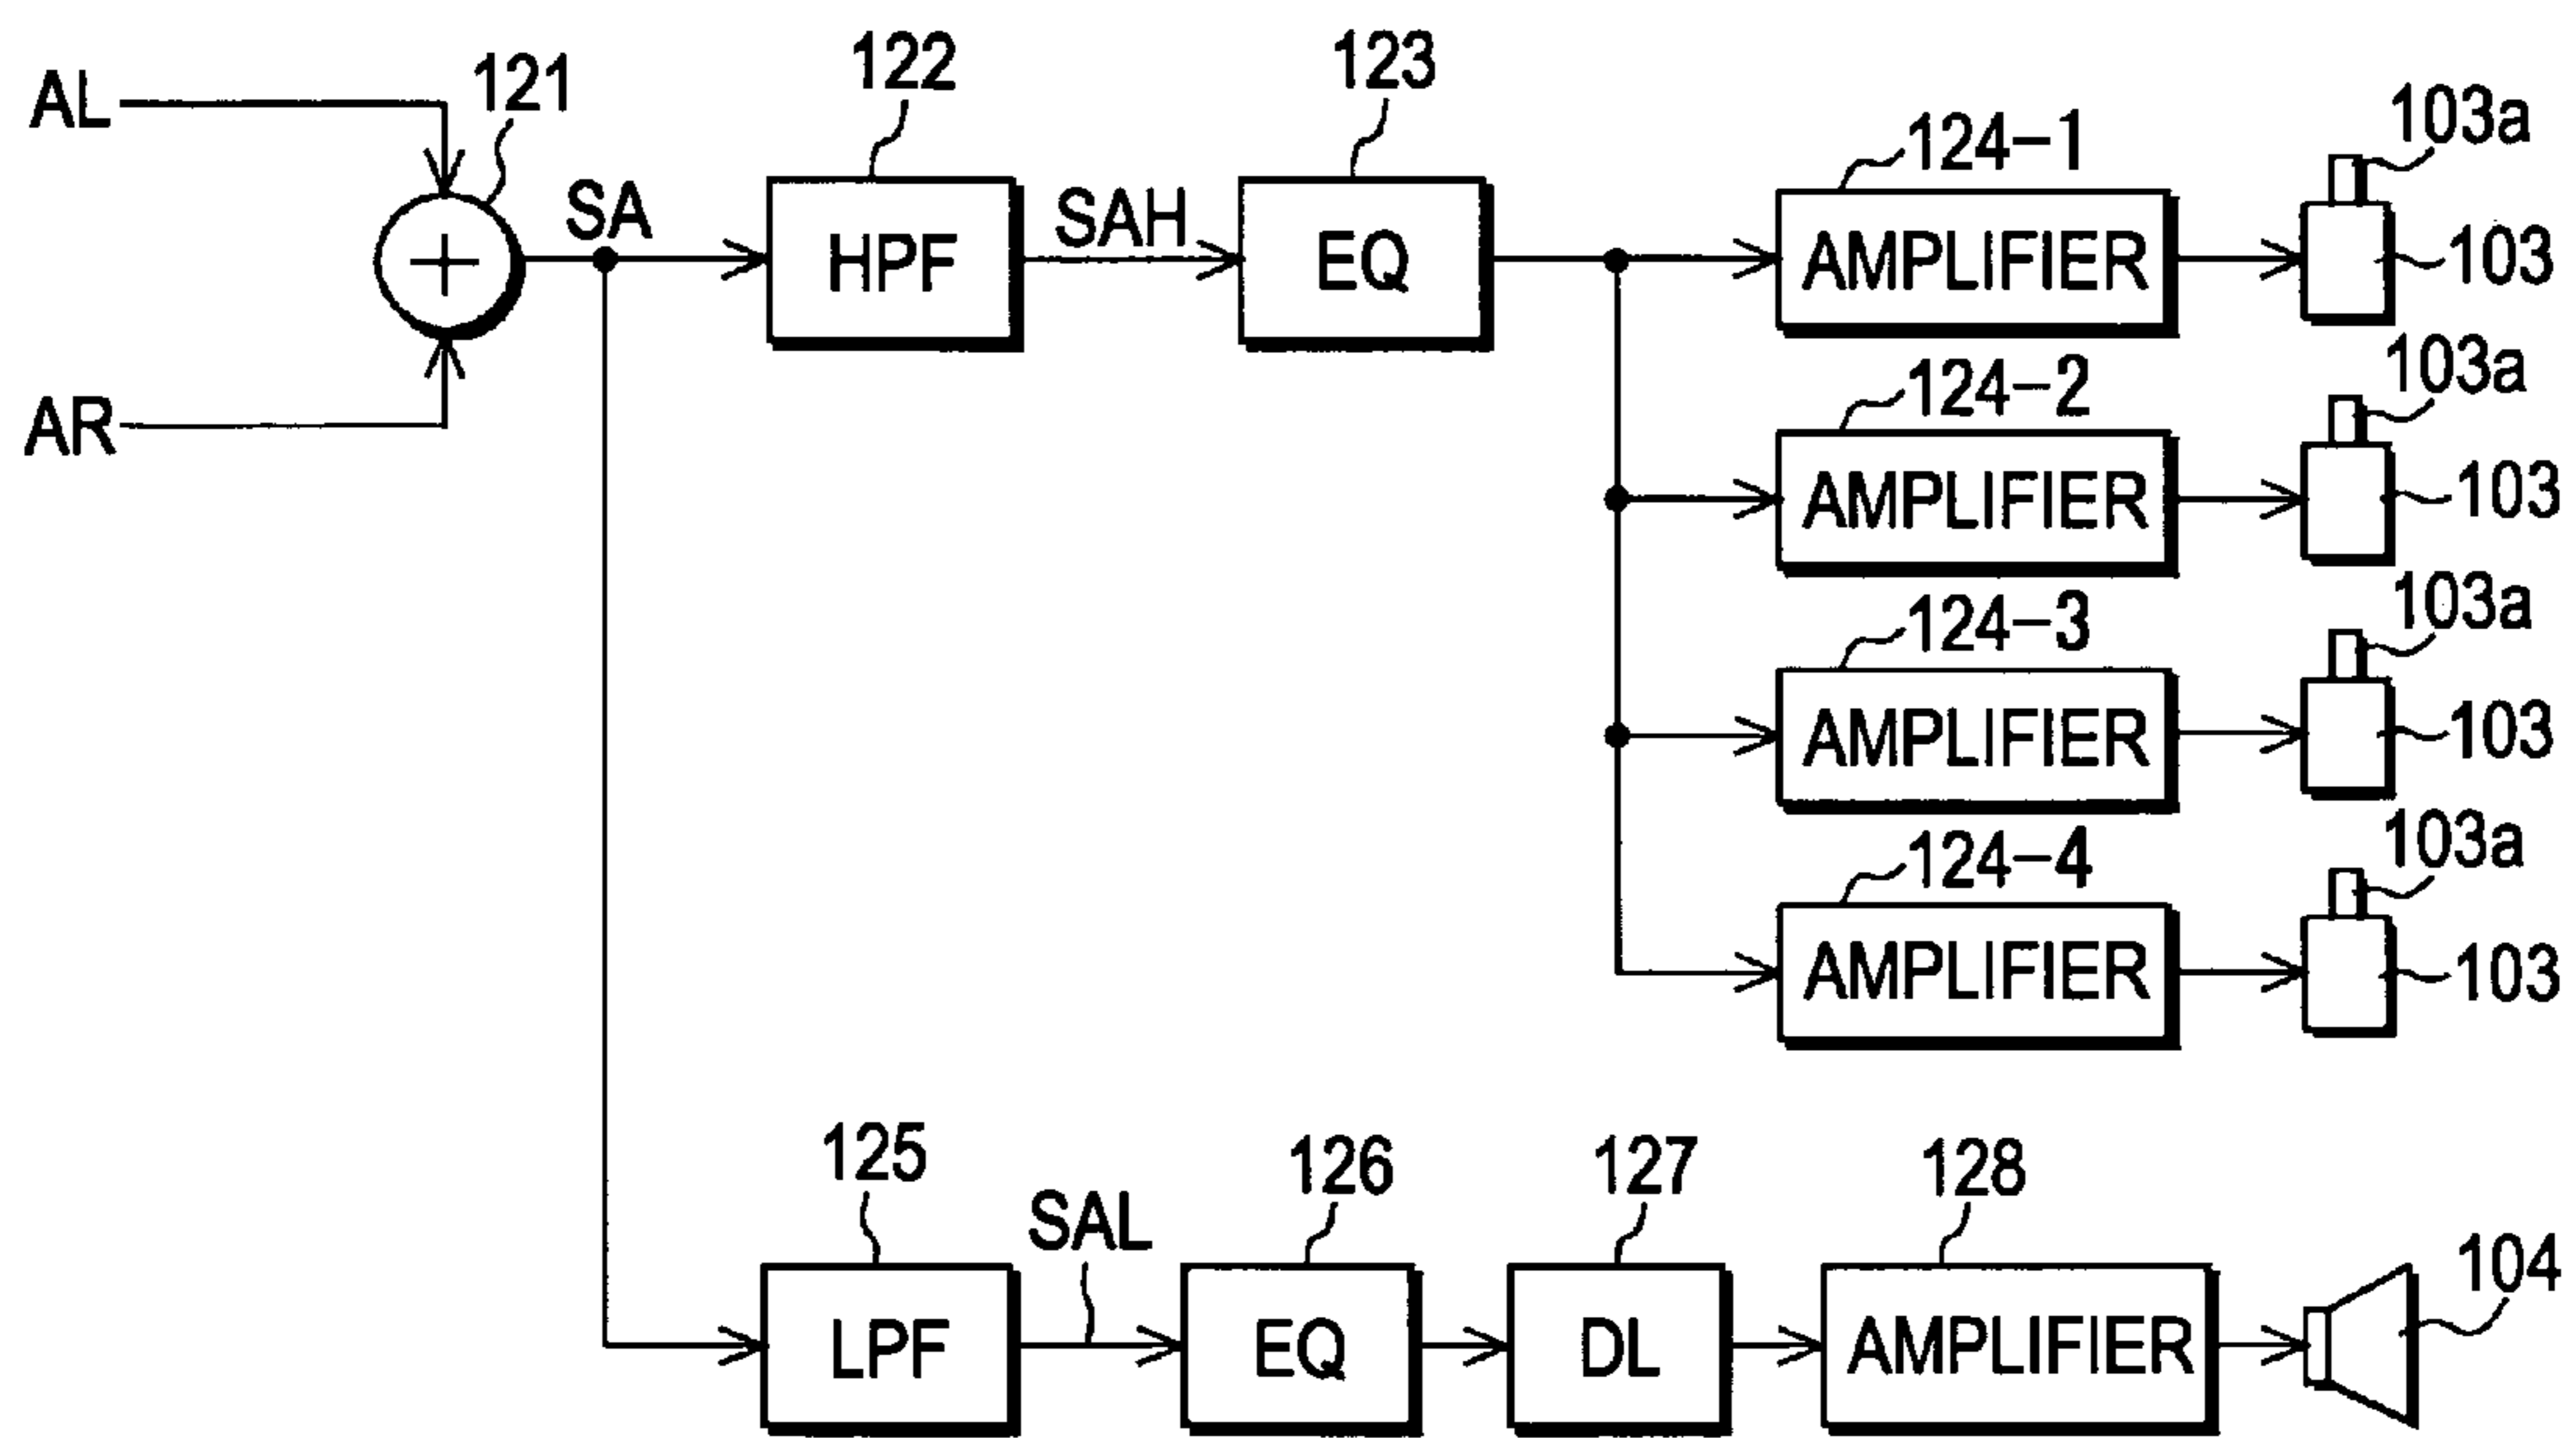 AL
121
122
123
124-1
103a
SA
HPF
SAH
EQ
AMPLIFIER
103
AR
124-2
103a
AMPLIFIER
103
124-3
103a
AMPLIFIER
103
124-4
103a
AMPLIFIER
103
125
SAL
126
127
128
104
LPF
EQ
DL
AMPLIFIER